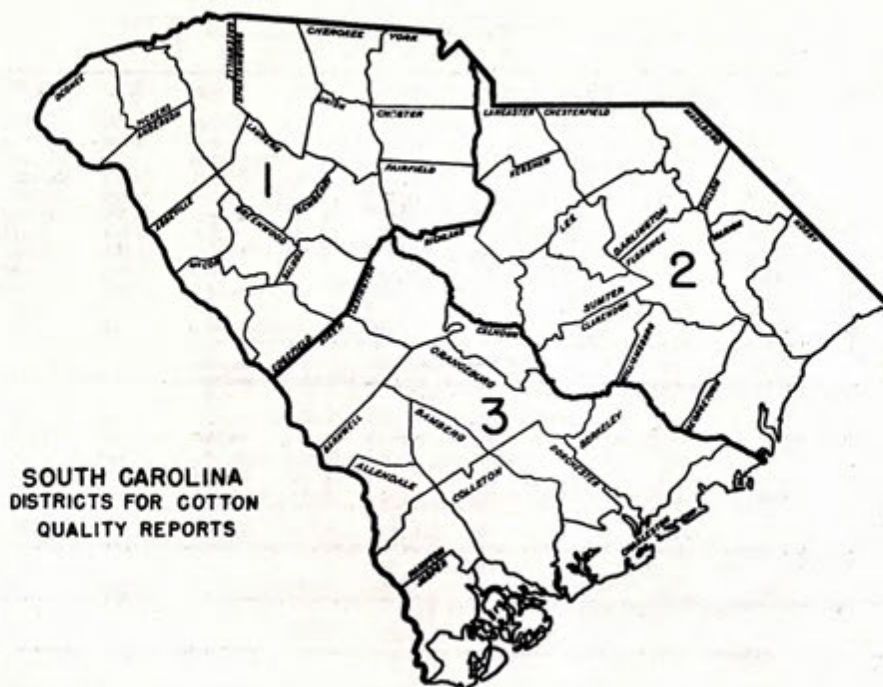 CHEROKEE
YORK
GREENVILLE
SPARTANBURG
OCONEE
PICKENS
ANDERSON
UNION
CHESTER
LANCASTER
CHESTERFIELD
MARLBORO
LAURENS
FAIRFIELD
KERSHAW
DILLON
1
ABBEVILLE
GREENWOOD
NEWBERRY
LEE
DARLINGTON
FLORENCE
MARION
HORRY
RICHLAND
2
SALUDA
LEXINGTON
SUMTER
CLARENDON
EDGEFIELD
AIKEN
CALHOUN
WILLIAMSBURG
GEORGETOWN
ORANGEBURG
3
BARNWELL
BAMBERG
BERKELEY
DORCHESTER
ALLENDALE
COLLETON
CHARLESTON
HAMPTON
JASPER
SOUTH CAROLINA
DISTRICTS FOR COTTON
QUALITY REPORTS